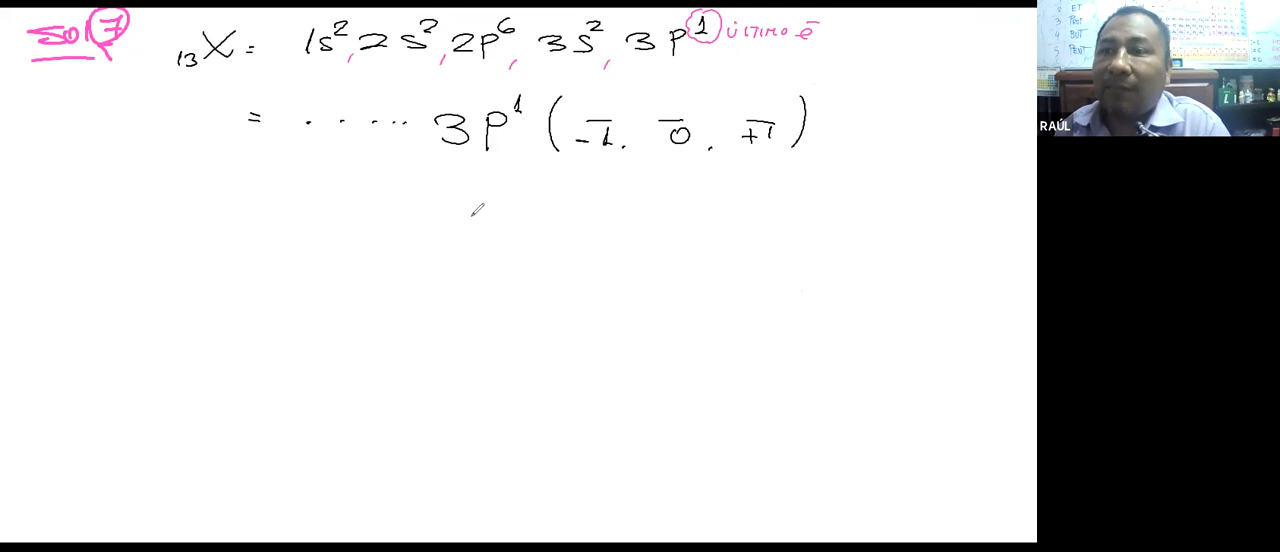 Sol 7
₁₃X = 1s², 2s², 2p⁶, 3s², 3p¹ último ē
= ..... 3p¹ ( -1, 0, +1 )
RAÚL